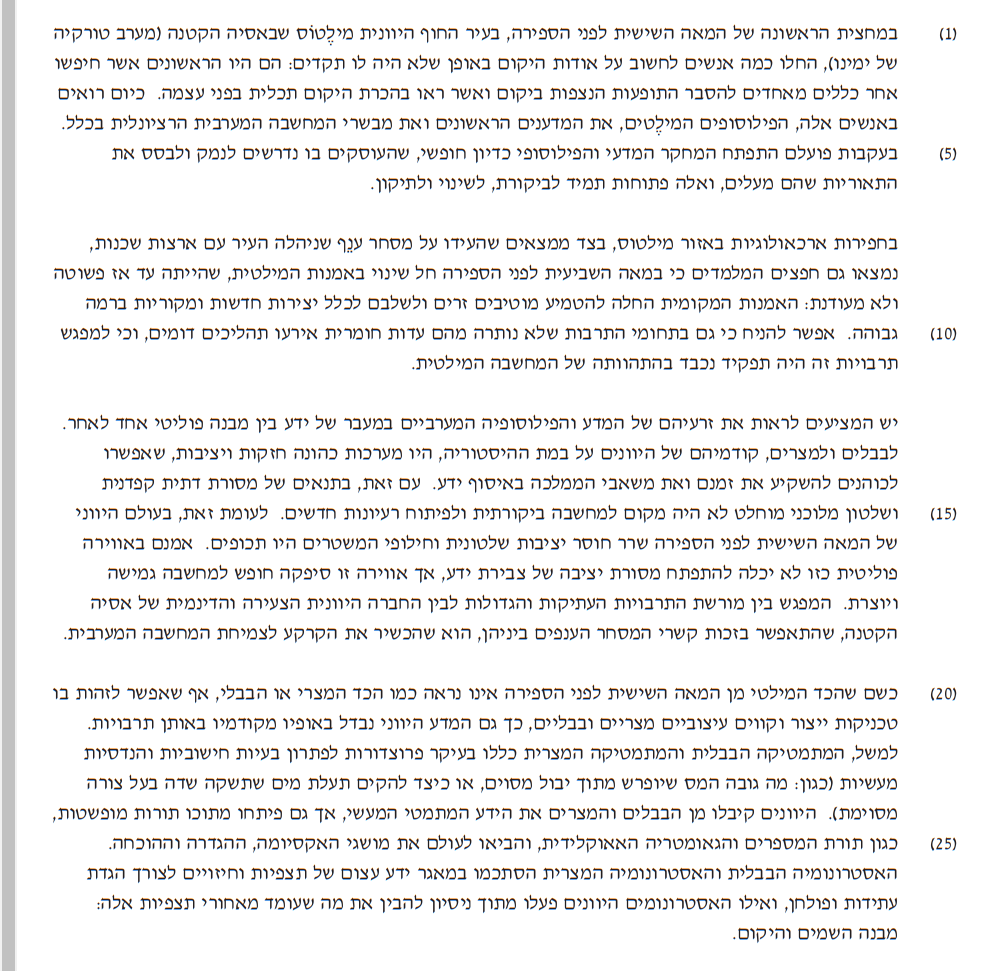 (1) במחצית הראשונה של המאה השישית לפני הספירה, בעיר החוף היוונית מילֶטוֹס שבאסיה הקטנה (מערב טורקיה
של ימינו), החלו כמה אנשים לחשוב על אודות היקום באופן שלא היה לו תקדים: הם היו הראשונים אשר חיפשו
אחר כללים מאחדים להסבר התופעות הנצפות ביקום ואשר ראו בהכרת היקום תכלית בפני עצמה. כיום רואים
באנשים אלה, הפילוסופים המילֶטים, את המדענים הראשונים ואת מבשרי המחשבה המערבית הרציונלית בכלל.
(5) בעקבות פועלם התפתח המחקר המדעי והפילוסופי כדיון חופשי, שהעוסקים בו נדרשים לנמק ולבסס את
התאוריות שהם מעלים, ואלה פתוחות תמיד לביקורת, לשינוי ולתיקון.
בחפירות ארכאולוגיות באזור מילטוס, בצד ממצאים שהעידו על מסחר ענֵף שניהלה העיר עם ארצות שכנות,
נמצאו גם חפצים המלמדים כי במאה השביעית לפני הספירה חל שינוי באמנות המילטית, שהייתה עד אז פשוטה
ולא מעודנת: האמנות המקומית החלה להטמיע מוטיבים זרים ולשלבם לכלל יצירות חדשות ומקוריות ברמה
(10) גבוהה. אפשר להניח כי גם בתחומי התרבות שלא נותרה מהם עדות חומרית אירעו תהליכים דומים, וכי למפגש
תרבויות זה היה תפקיד נכבד בהתהוותה של המחשבה המילטית.
יש המציעים לראות את זרעיהם של המדע והפילוסופיה המערביים במעבר של ידע בין מבנה פוליטי אחד לאחר.
לבבלים ולמצרים, קודמיהם של היוונים על במת ההיסטוריה, היו מערכות כהונה חזקות ויציבות, שאפשרו
לכוהנים להשקיע את זמנם ואת משאבי הממלכה באיסוף ידע. עם זאת, בתנאים של מסורת דתית קפדנית
(15) ושלטון מלוכני מוחלט לא היה מקום למחשבה ביקורתית ולפיתוח רעיונות חדשים. לעומת זאת, בעולם היווני
של המאה השישית לפני הספירה שרר חוסר יציבות שלטונית וחילופי המשטרים היו תכופים. אמנם באווירה
פוליטית כזו לא יכלה להתפתח מסורת יציבה של צבירת ידע, אך אווירה זו סיפקה חופש למחשבה גמישה
ויוצרת. המפגש בין מורשת התרבויות העתיקות והגדולות לבין החברה היוונית הצעירה והדינמית של אסיה
הקטנה, שהתאפשר בזכות קשרי המסחר הענפים ביניהן, הוא שהכשיר את הקרקע לצמיחת המחשבה המערבית.
(20) כשם שהכד המילטי מן המאה השישית לפני הספירה אינו נראה כמו הכד המצרי או הבבלי, אף שאפשר לזהות בו
טכניקות ייצור וקווים עיצוביים מצריים ובבליים, כך גם המדע היווני נבדל באופיו מקודמיו באותן תרבויות.
למשל, המתמטיקה הבבלית והמתמטיקה המצרית כללו בעיקר פרוצדורות לפתרון בעיות חישוביות והנדסיות
מעשיות (כגון: מה גובה המס שיופרש מתוך יבול מסוים, או כיצד להקים תעלת מים שתשקה שדה בעל צורה
מסוימת). היוונים קיבלו מן הבבלים והמצרים את הידע המתמטי המעשי, אך גם פיתחו מתוכו תורות מופשטות,
(25) כגון תורת המספרים והגאומטריה האאוקלידית, והביאו לעולם את מושגי האקסיומה, ההגדרה וההוכחה.
האסטרונומיה הבבלית והאסטרונומיה המצרית הסתכמו במאגר ידע עצום של תצפיות וחיזויים לצורך הגדת
עתידות ופולחן, ואילו האסטרונומים היוונים פעלו מתוך ניסיון להבין את מה שעומד מאחורי תצפיות אלה:
מבנה השמים והיקום.